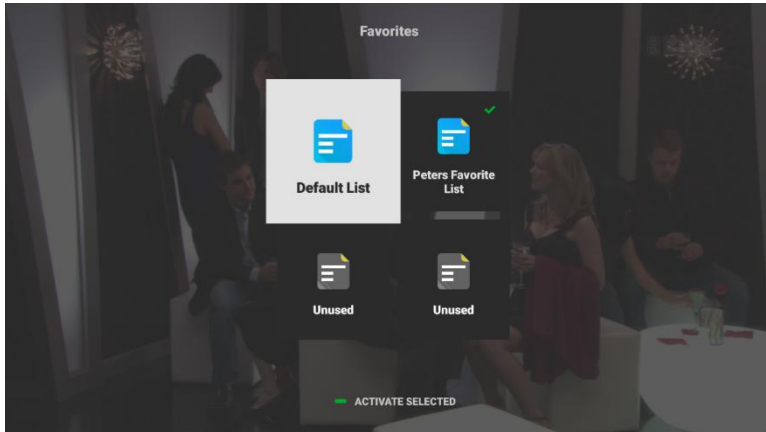 Favorites
Default List
Peters Favorite
List
Unused
Unused
ACTIVATE SELECTED